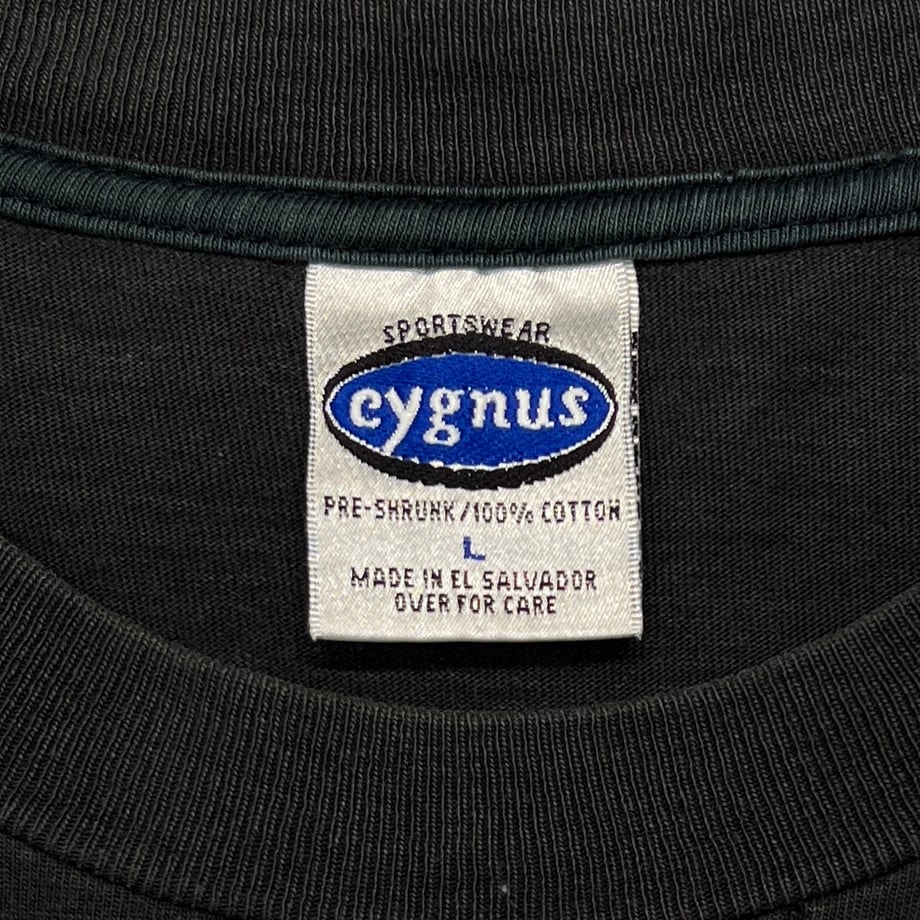 SPORTSWEAR
cygnus
PRE-SHRUNK/100% COTTON
L
MADE IN EL SALVADOR
OVER FOR CARE